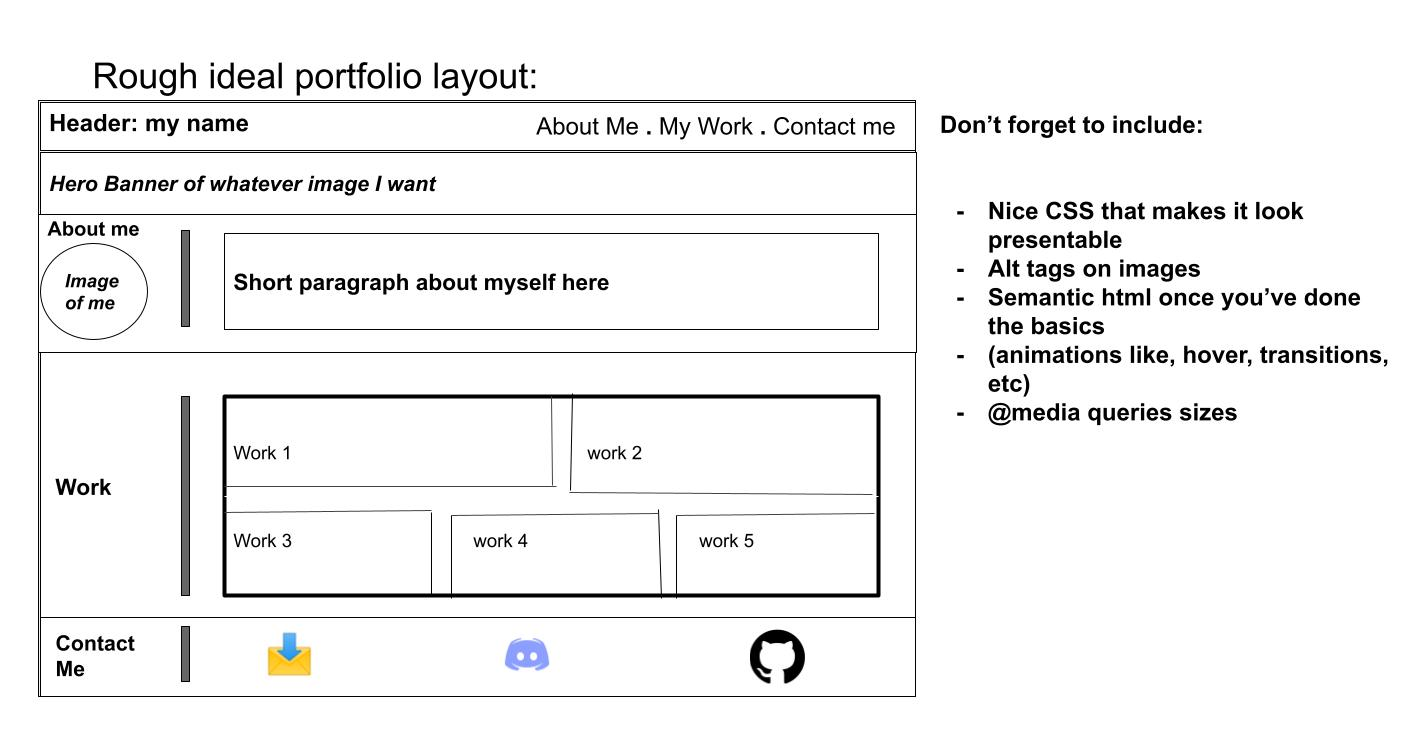 Rough ideal portfolio layout:
Header: my name
About Me . My Work . Contact me
Hero Banner of whatever image I want
About me
Image
of me
Short paragraph about myself here
Work
Work 1
work 2
Work 3
work 4
work 5
Contact
Me
Don’t forget to include:
- Nice CSS that makes it look
presentable
- Alt tags on images
- Semantic html once you’ve done
the basics
- (animations like, hover, transitions,
etc)
- @media queries sizes